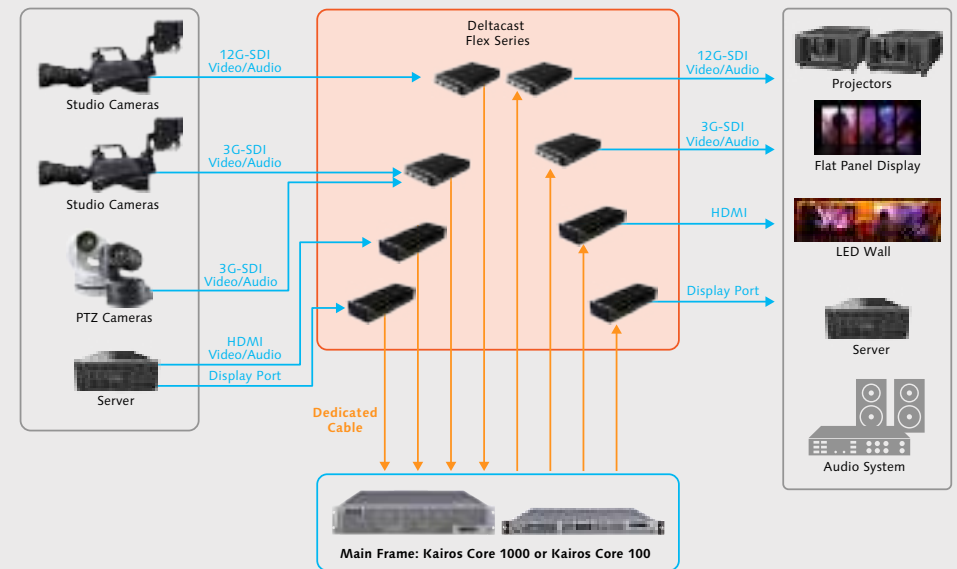 Deltacast
Flex Series
12G-SDI
Video/Audio
Studio Cameras
3G-SDI
Video/Audio
Studio Cameras
3G-SDI
Video/Audio
PTZ Cameras
HDMI
Video/Audio
Display Port
Server
12G-SDI
Video/Audio
Projectors
3G-SDI
Video/Audio
Flat Panel Display
HDMI
LED Wall
Display Port
Server
Audio System
Dedicated
Cable
Main Frame: Kairos Core 1000 or Kairos Core 100